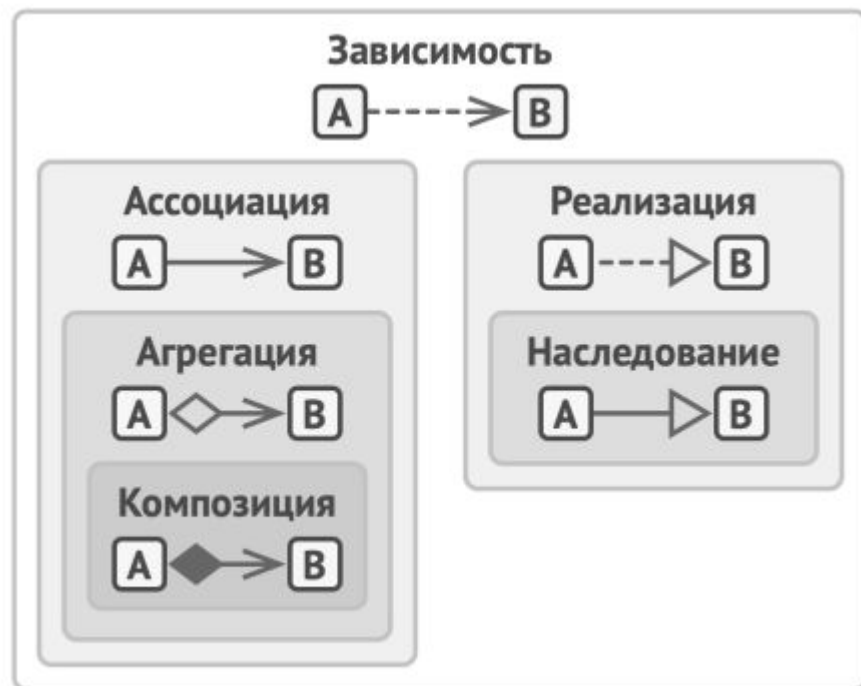 Зависимость
A B
Ассоциация
A B
Агрегация
A B
Композиция
A B
Реализация
A B
Наследование
A B